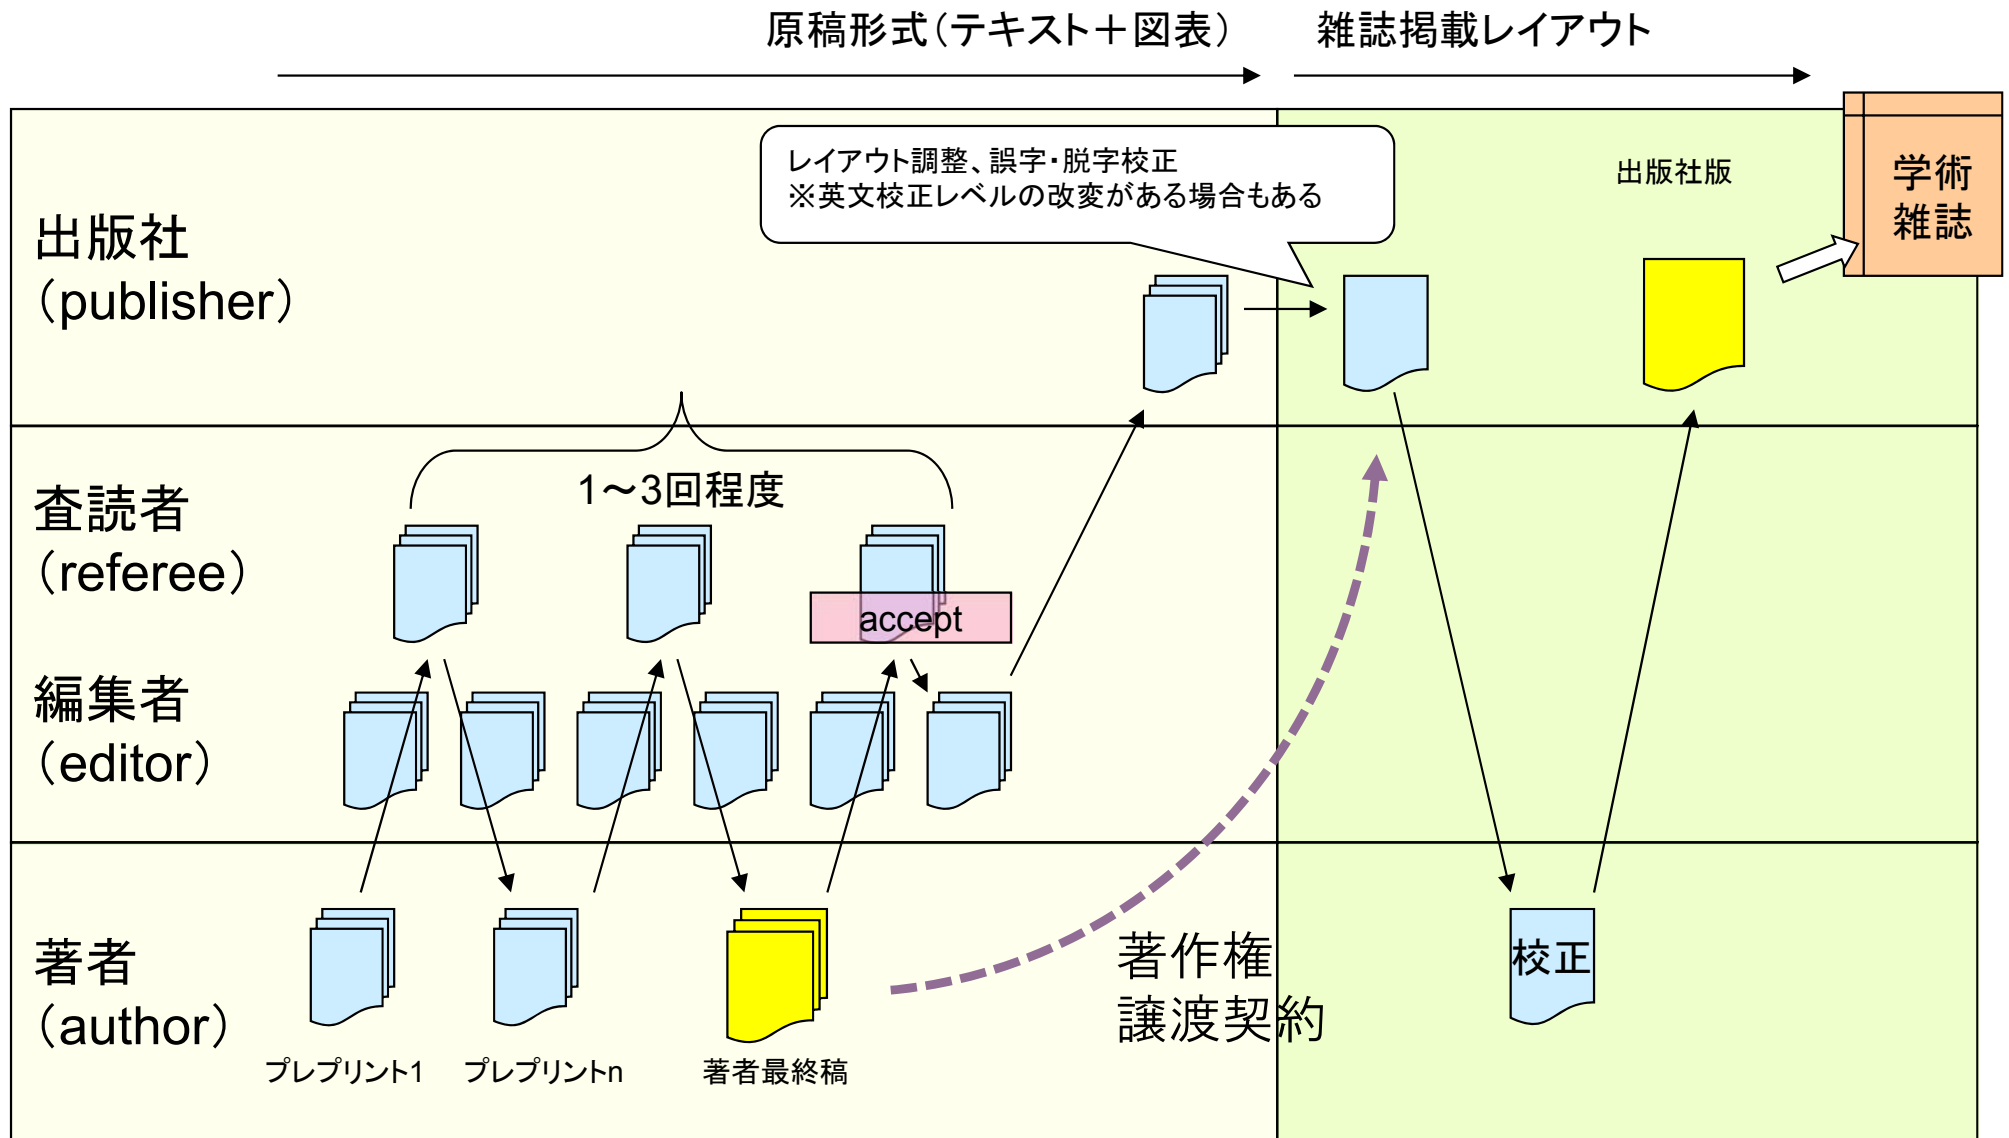 原稿形式（テキスト＋図表）
雑誌掲載レイアウト
レイアウト調整、誤字・脱字校正
※英文校正レベルの改変がある場合もある
出版社版
学術
雑誌
出版社
（publisher）
1～3回程度
査読者
（referee）
accept
編集者
（editor）
著者
（author）
著作権
譲渡契約
校正
プレプリント1
プレプリントn
著者最終稿